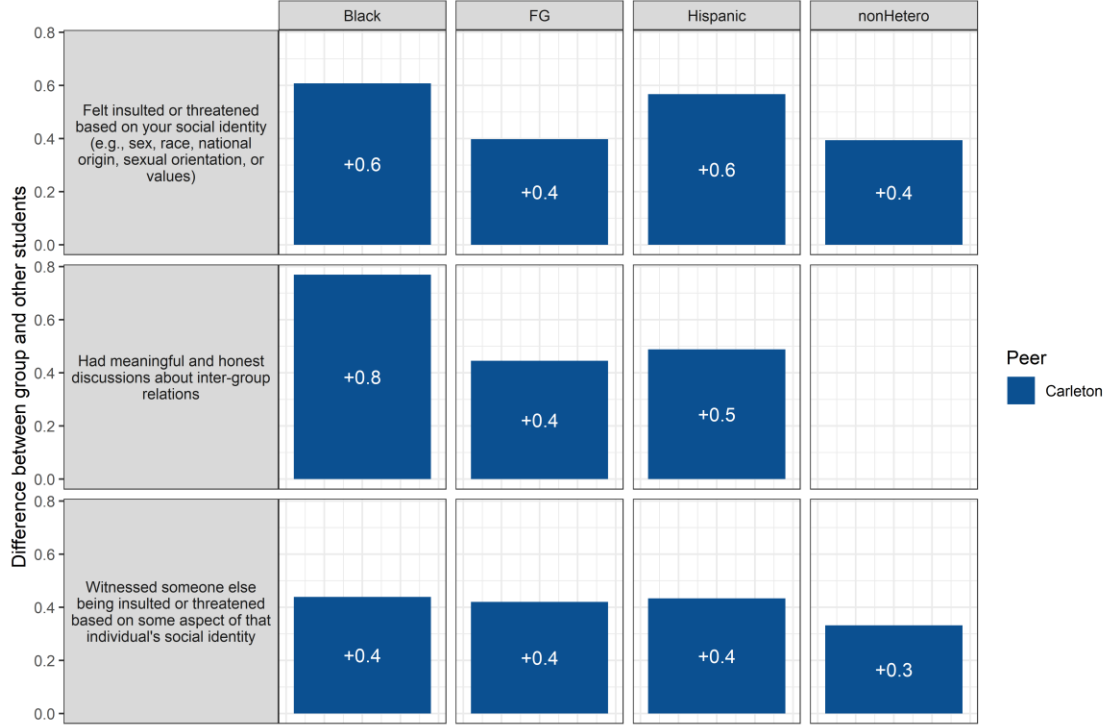 Black
FG
Hispanic
nonHetero
Difference between group and other students
0.8
0.6
0.4
0.2
0.0
Felt insulted or threatened
based on your social identity
(e.g., sex, race, national
origin, sexual orientation, or
values)
+0.6
+0.4
+0.6
+0.4
0.8
0.6
0.4
0.2
0.0
Had meaningful and honest
discussions about inter-group
relations
+0.8
+0.4
+0.5
0.8
0.6
0.4
0.2
0.0
Witnessed someone else
being insulted or threatened
based on some aspect of that
individual's social identity
+0.4
+0.4
+0.4
+0.3
Peer
Carleton